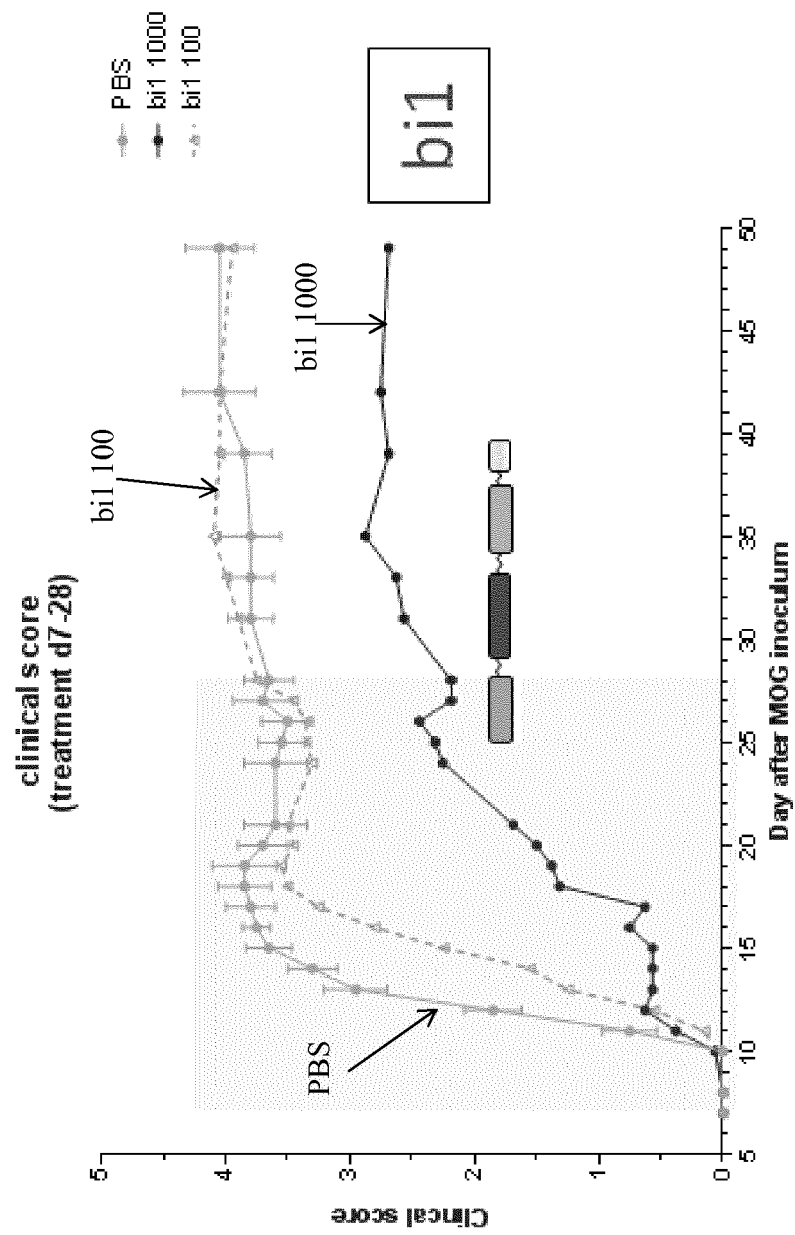 clinical score
(treatment d7-28)
PBS
bi1 1000
bi1 100
bi1
bi1 100
bi1 1000
PBS
Clincal score
5
4
3
2
1
0
5
10
15
20
25
30
35
40
45
50
Day after MOG inoculum